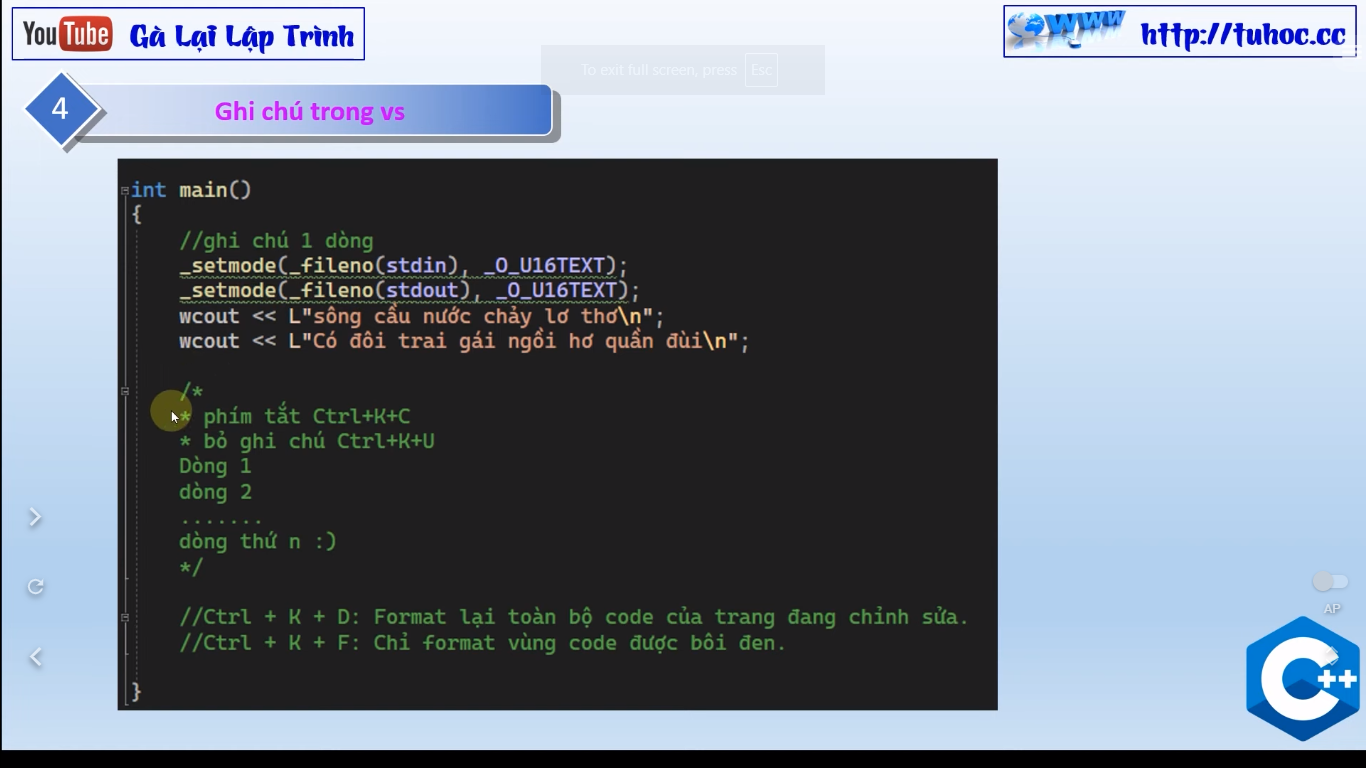 YouTube Gà Lại Lập Trình
www http://tuhoc.cc
To exit full screen, press Esc
4 Ghi chú trong vs
int main()
{
//ghi chú 1 dòng
_setmode(_fileno(stdin), _O_U16TEXT);
_setmode(_fileno(stdout), _O_U16TEXT);
wcout << L"sông cầu nước chảy lơ thơ\n";
wcout << L"Có đôi trai gái ngồi hơ quần đùi\n";
/*
* phím tắt Ctrl+K+C
* bỏ ghi chú Ctrl+K+U
Dòng 1
dòng 2
.......
dòng thứ n :)
*/
//Ctrl + K + D: Format lại toàn bộ code của trang đang chỉnh sửa.
//Ctrl + K + F: Chỉ format vùng code được bôi đen.
}
AP
C++